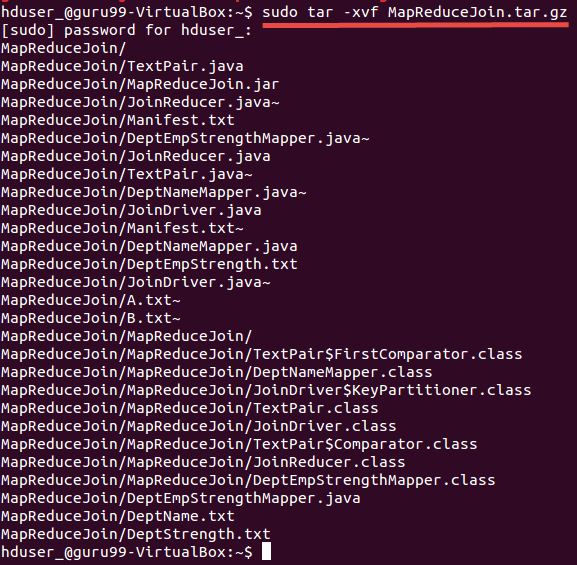 hduser_@guru99-VirtualBox:~$ sudo tar -xvf MapReduceJoin.tar.gz
[sudo] password for hduser_:
MapReduceJoin/
MapReduceJoin/TextPair.java
MapReduceJoin/MapReduceJoin.jar
MapReduceJoin/JoinReducer.java~
MapReduceJoin/Manifest.txt
MapReduceJoin/DeptEmpStrengthMapper.java~
MapReduceJoin/JoinReducer.java
MapReduceJoin/TextPair.java~
MapReduceJoin/DeptNameMapper.java~
MapReduceJoin/JoinDriver.java
MapReduceJoin/Manifest.txt~
MapReduceJoin/DeptNameMapper.java
MapReduceJoin/DeptEmpStrength.txt
MapReduceJoin/JoinDriver.java~
MapReduceJoin/A.txt~
MapReduceJoin/B.txt~
MapReduceJoin/MapReduceJoin/
MapReduceJoin/MapReduceJoin/TextPair$FirstComparator.class
MapReduceJoin/MapReduceJoin/DeptNameMapper.class
MapReduceJoin/MapReduceJoin/JoinDriver$KeyPartitioner.class
MapReduceJoin/MapReduceJoin/TextPair.class
MapReduceJoin/MapReduceJoin/JoinDriver.class
MapReduceJoin/MapReduceJoin/TextPair$Comparator.class
MapReduceJoin/MapReduceJoin/JoinReducer.class
MapReduceJoin/MapReduceJoin/DeptEmpStrengthMapper.class
MapReduceJoin/DeptEmpStrengthMapper.java
MapReduceJoin/DeptName.txt
MapReduceJoin/DeptStrength.txt
hduser_@guru99-VirtualBox:~$